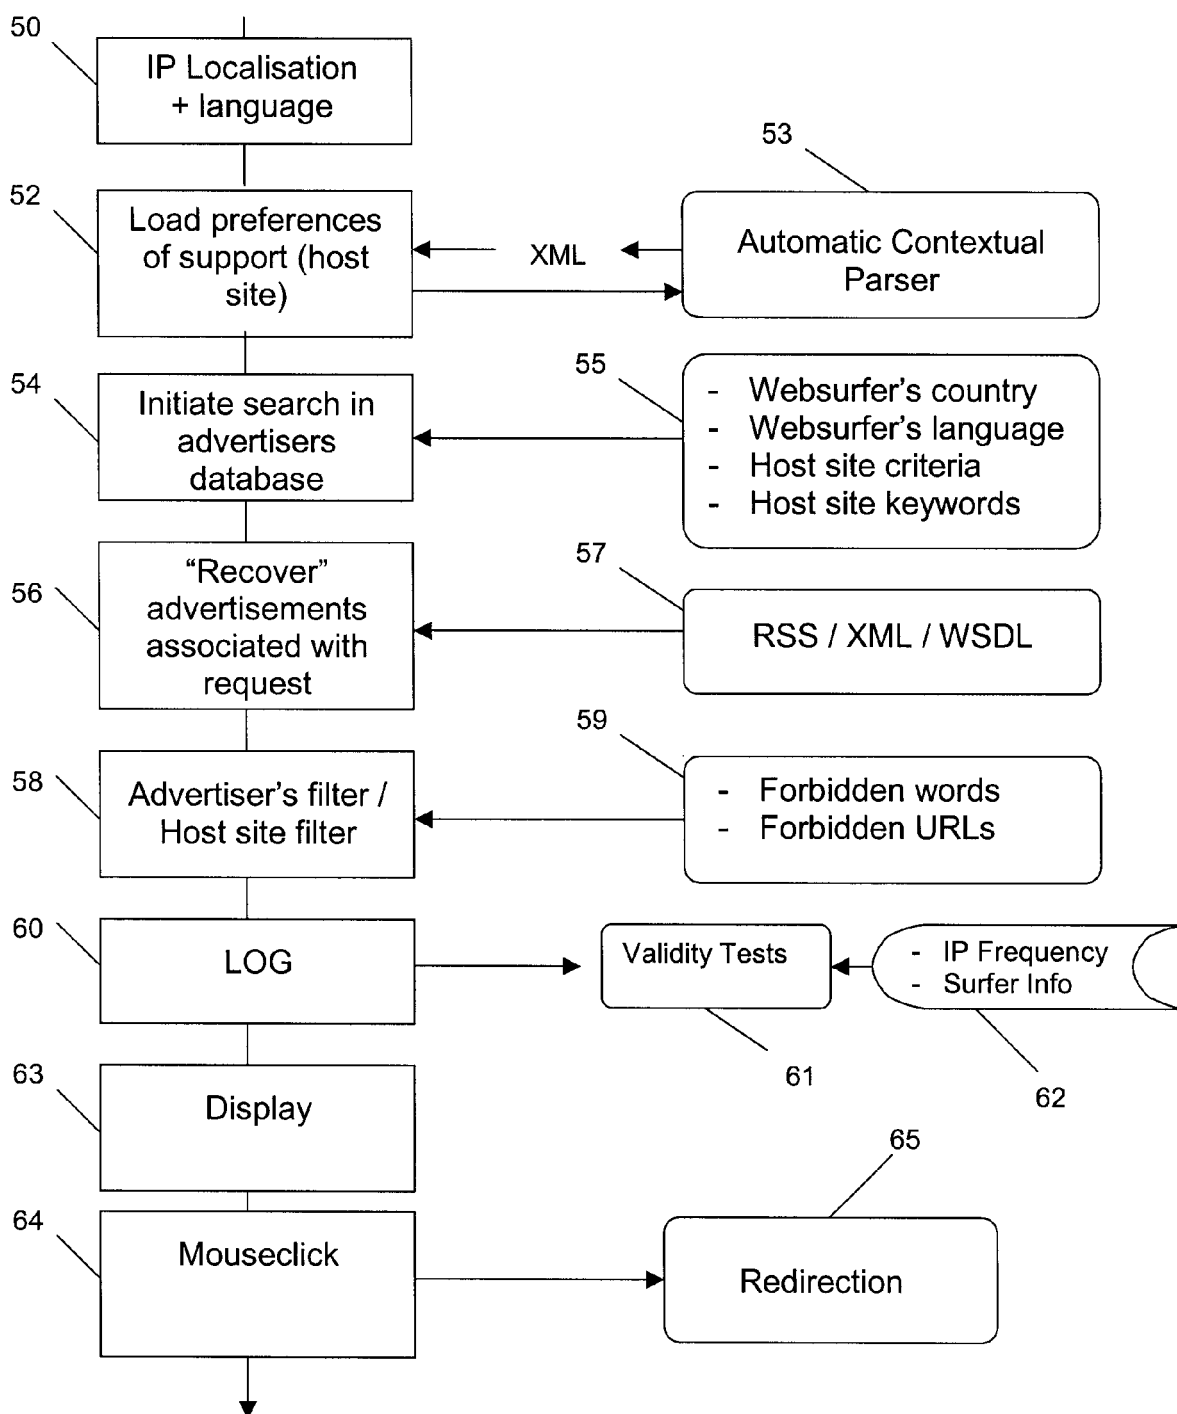 50
IP Localisation
+ language
53
52
Load preferences
of support (host
site)
XML
Automatic Contextual
Parser
54
Initiate search in
advertisers
database
55
- Websurfer's country
- Websurfer's language
- Host site criteria
- Host site keywords
56
“Recover”
advertisements
associated with
request
57
RSS / XML / WSDL
58
Advertiser's filter /
Host site filter
59
- Forbidden words
- Forbidden URLs
60
LOG
Validity Tests
- IP Frequency
- Surfer Info
61
62
63
Display
65
64
Mouseclick
Redirection